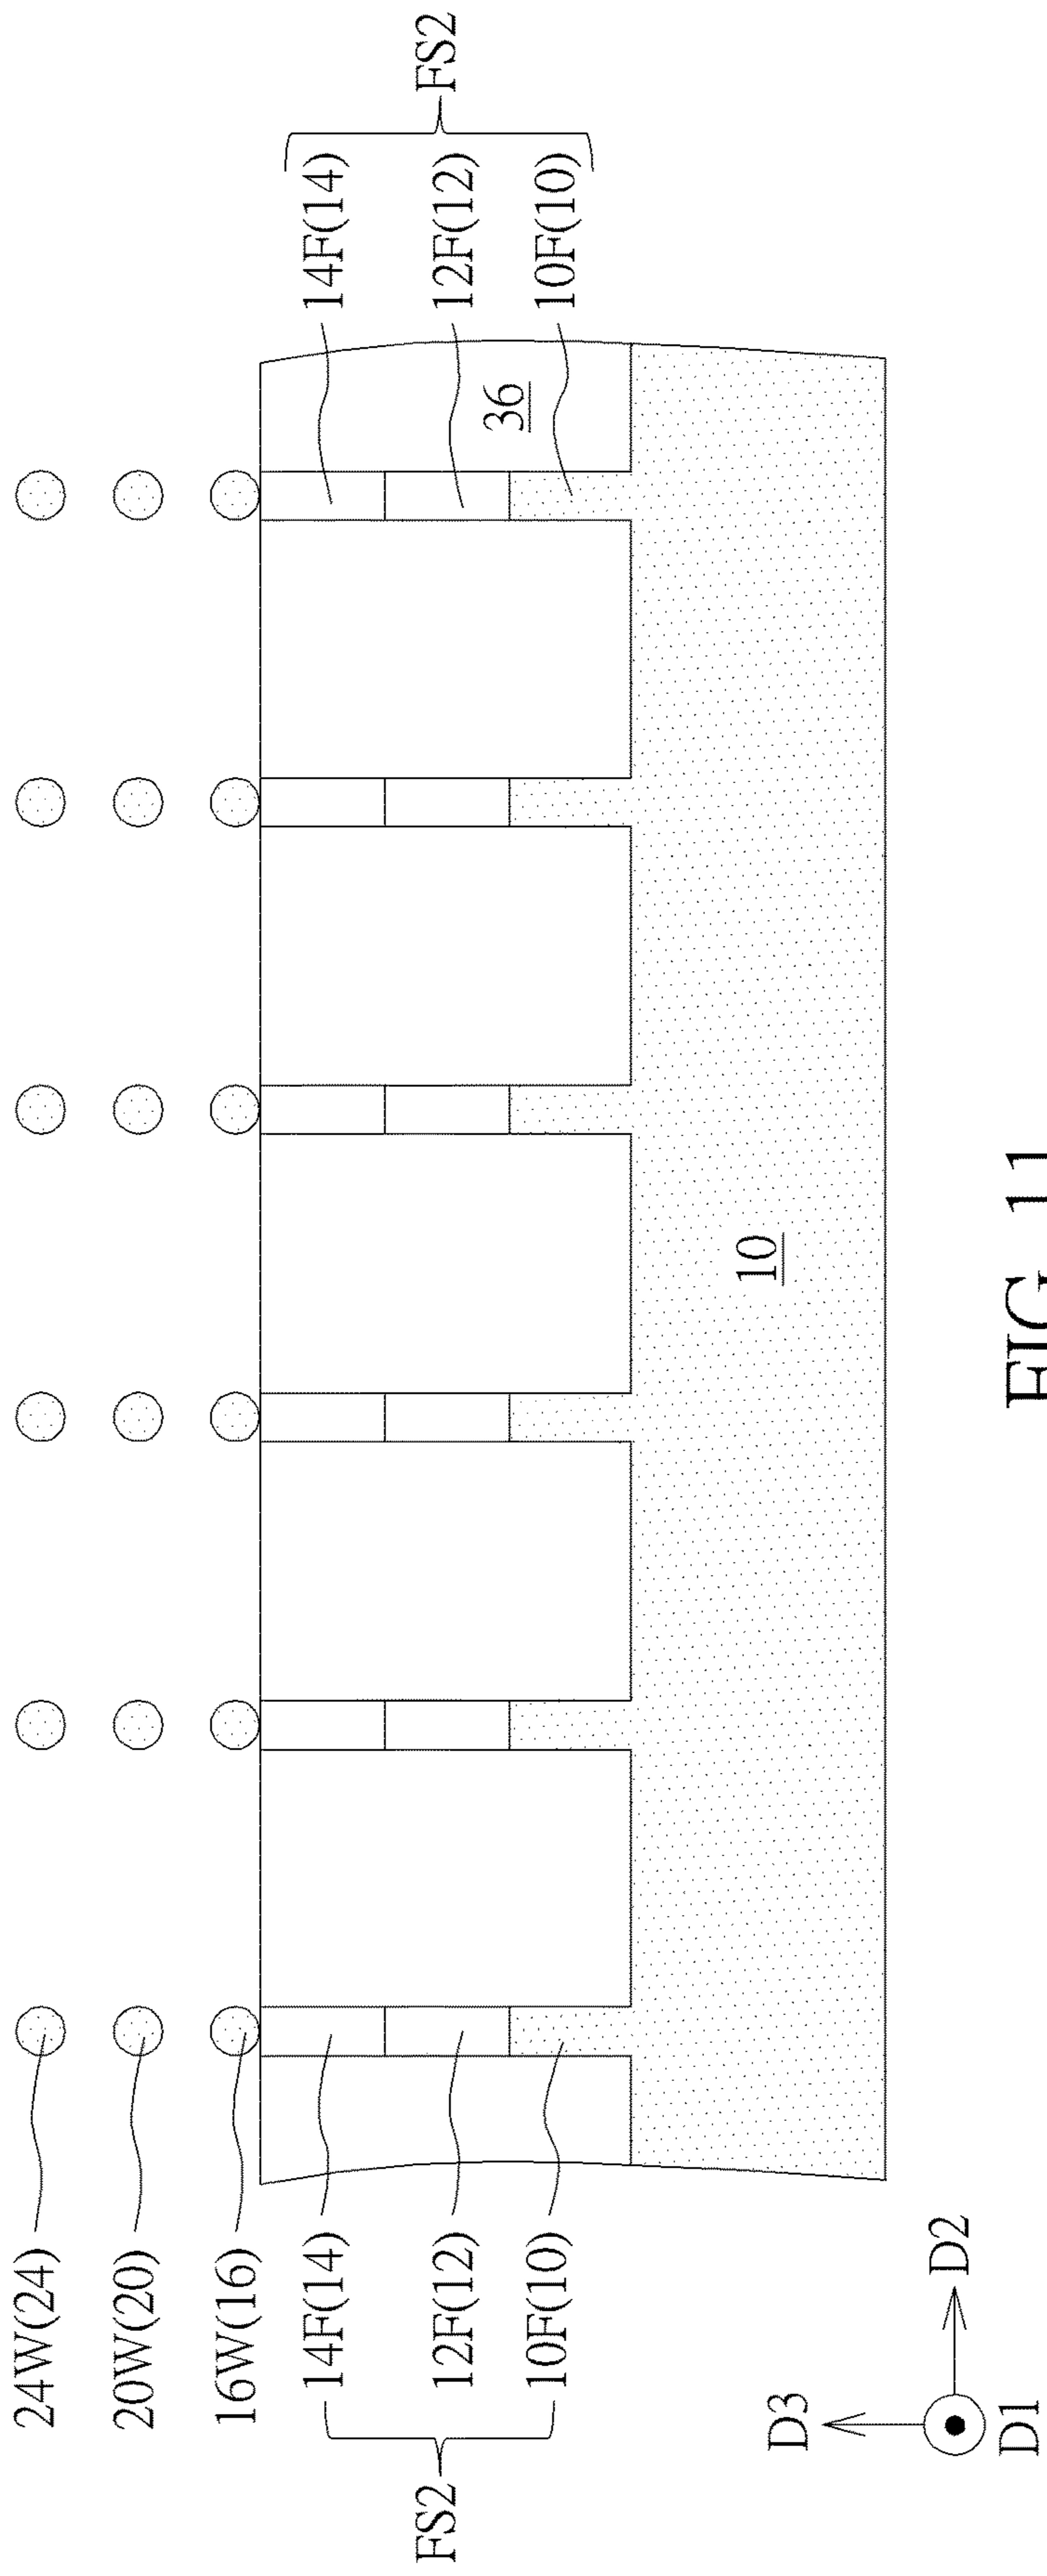 24W(24)
20W(20)
16W(16)
14F(14)
12F(12)
10F(10)
FS2
14F(14)
12F(12)
10F(10)
FS2
36
10
D3
D2
D1
FIG. 11